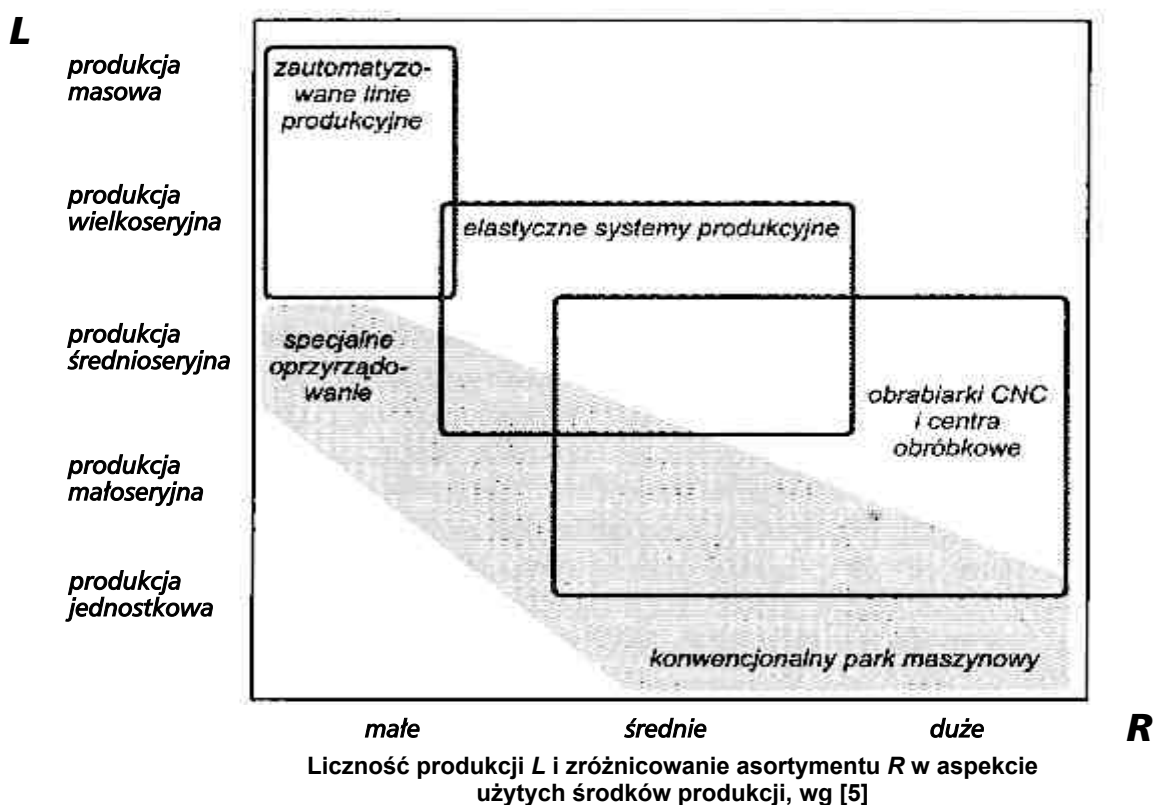 L
produkcja
masowa
zautomatyzo-
wane linie
produkcyjne
produkcja
wielkoseryjna
elastyczne systemy produkcyjne
produkcja
średnioseryjna
specjalne
oprzyrządo-
wanie
obrabiarki CNC
i centra
obróbkowe
produkcja
małoseryjna
produkcja
jednostkowa
konwencjonalny park maszynowy
małe
średnie
duże
R
Liczność produkcji L i zróżnicowanie asortymentu R w aspekcie
użytych środków produkcji, wg [5]